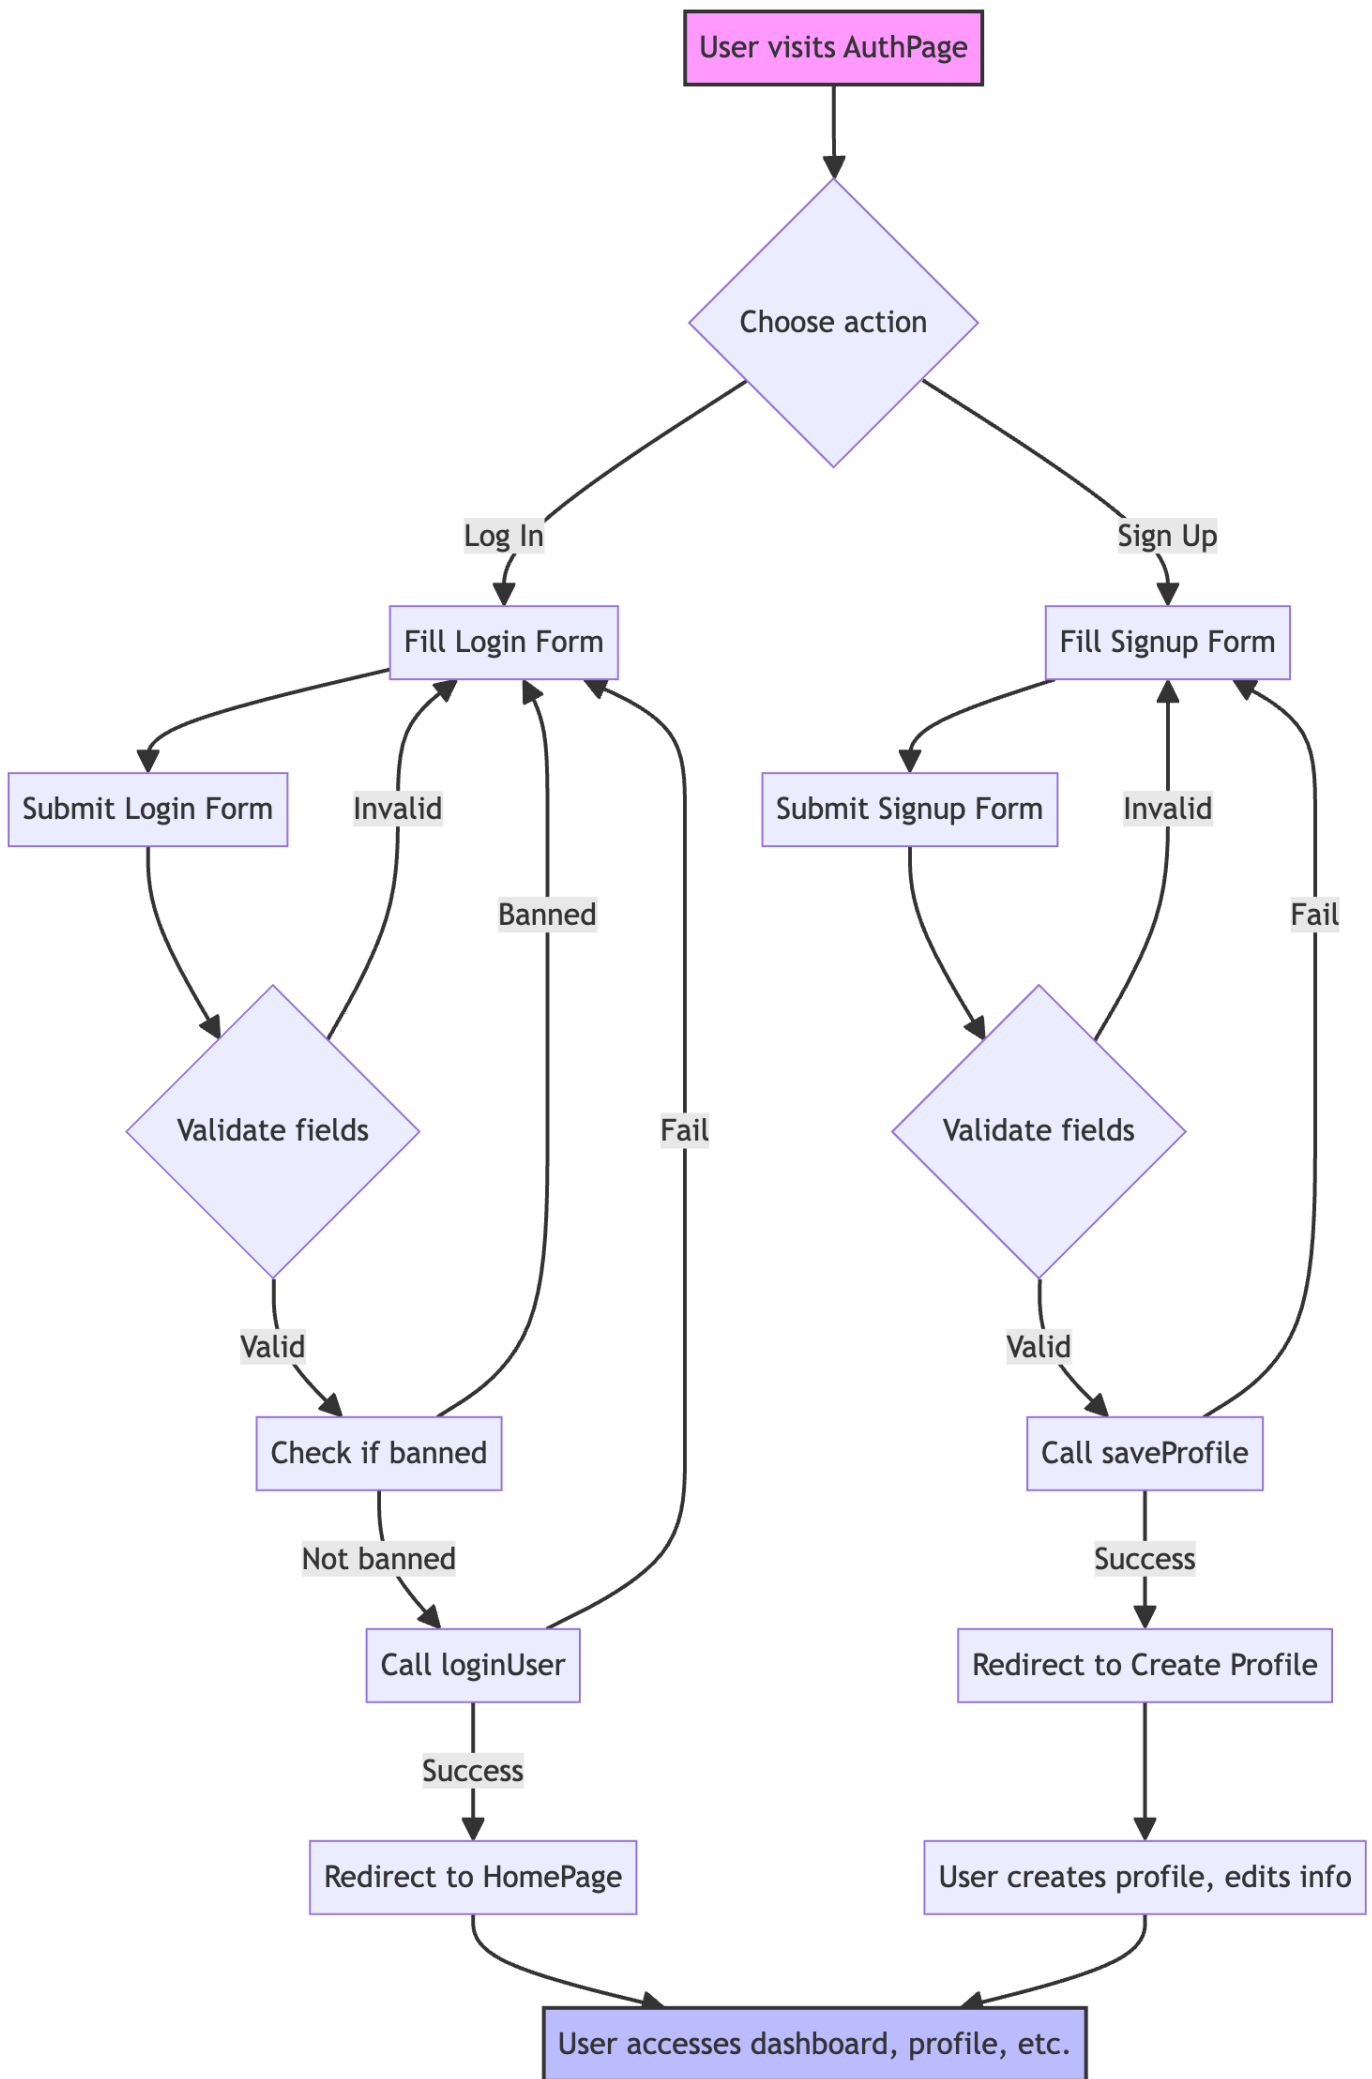 User visits AuthPage
Choose action
Log In
Sign Up
Fill Login Form
Fill Signup Form
Submit Login Form
Invalid
Submit Signup Form
Invalid
Banned
Fail
Validate fields
Fail
Validate fields
Valid
Valid
Check if banned
Call saveProfile
Not banned
Success
Call loginUser
Redirect to Create Profile
Success
Redirect to HomePage
User creates profile, edits info
User accesses dashboard, profile, etc.